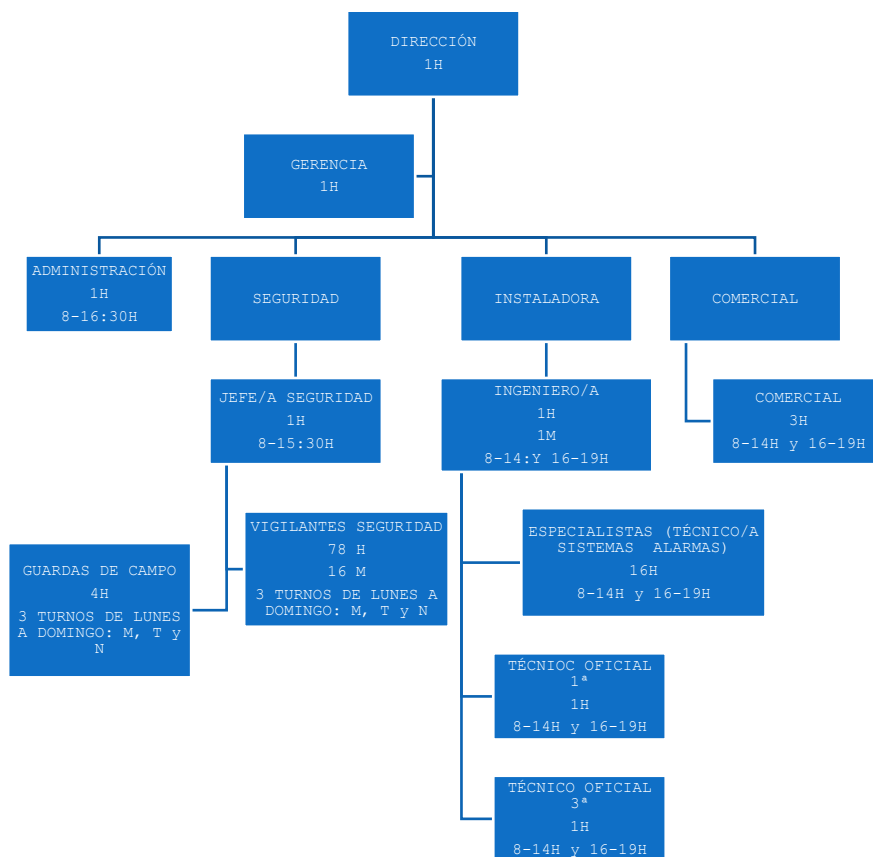 DIRECCIÓN
1H
GERENCIA
1H
ADMINISTRACIÓN
1H
8-16:30H
SEGURIDAD
INSTALADORA
COMERCIAL
JEFE/A SEGURIDAD
1H
8-15:30H
INGENIERO/A
1H
1M
8-14:Y 16-19H
COMERCIAL
3H
8-14H y 16-19H
GUARDAS DE CAMPO
4H
3 TURNOS DE LUNES
A DOMINGO: M, T y
N
VIGILANTES SEGURIDAD
78 H
16 M
3 TURNOS DE LUNES A
DOMINGO: M, T y N
ESPECIALISTAS (TÉCNICO/A
SISTEMAS ALARMAS)
16H
8-14H y 16-19H
TÉCNIOC OFICIAL
1ª
1H
8-14H y 16-19H
TÉCNICO OFICIAL
3ª
1H
8-14H y 16-19H